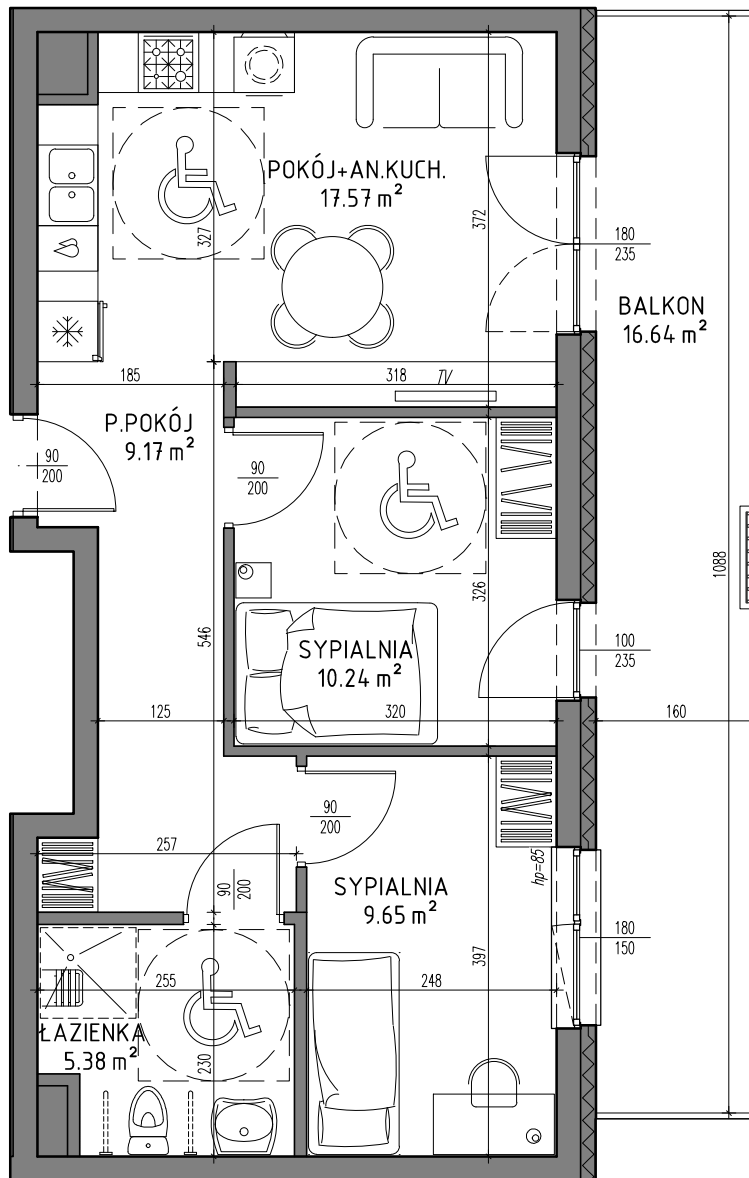 POKÓJ+AN.KUCH.
17.57 m²
327
372
180
235
BALKON
16.64 m²
185
318
TV
P.POKÓJ
9.17 m²
90
200
90
200
1088
326
546
SYPIALNIA
10.24 m²
100
235
125
320
160
90
200
257
hp=85
90
200
SYPIALNIA
9.65 m²
180
150
397
255
248
ŁAZIENKA
5.38 m²
230